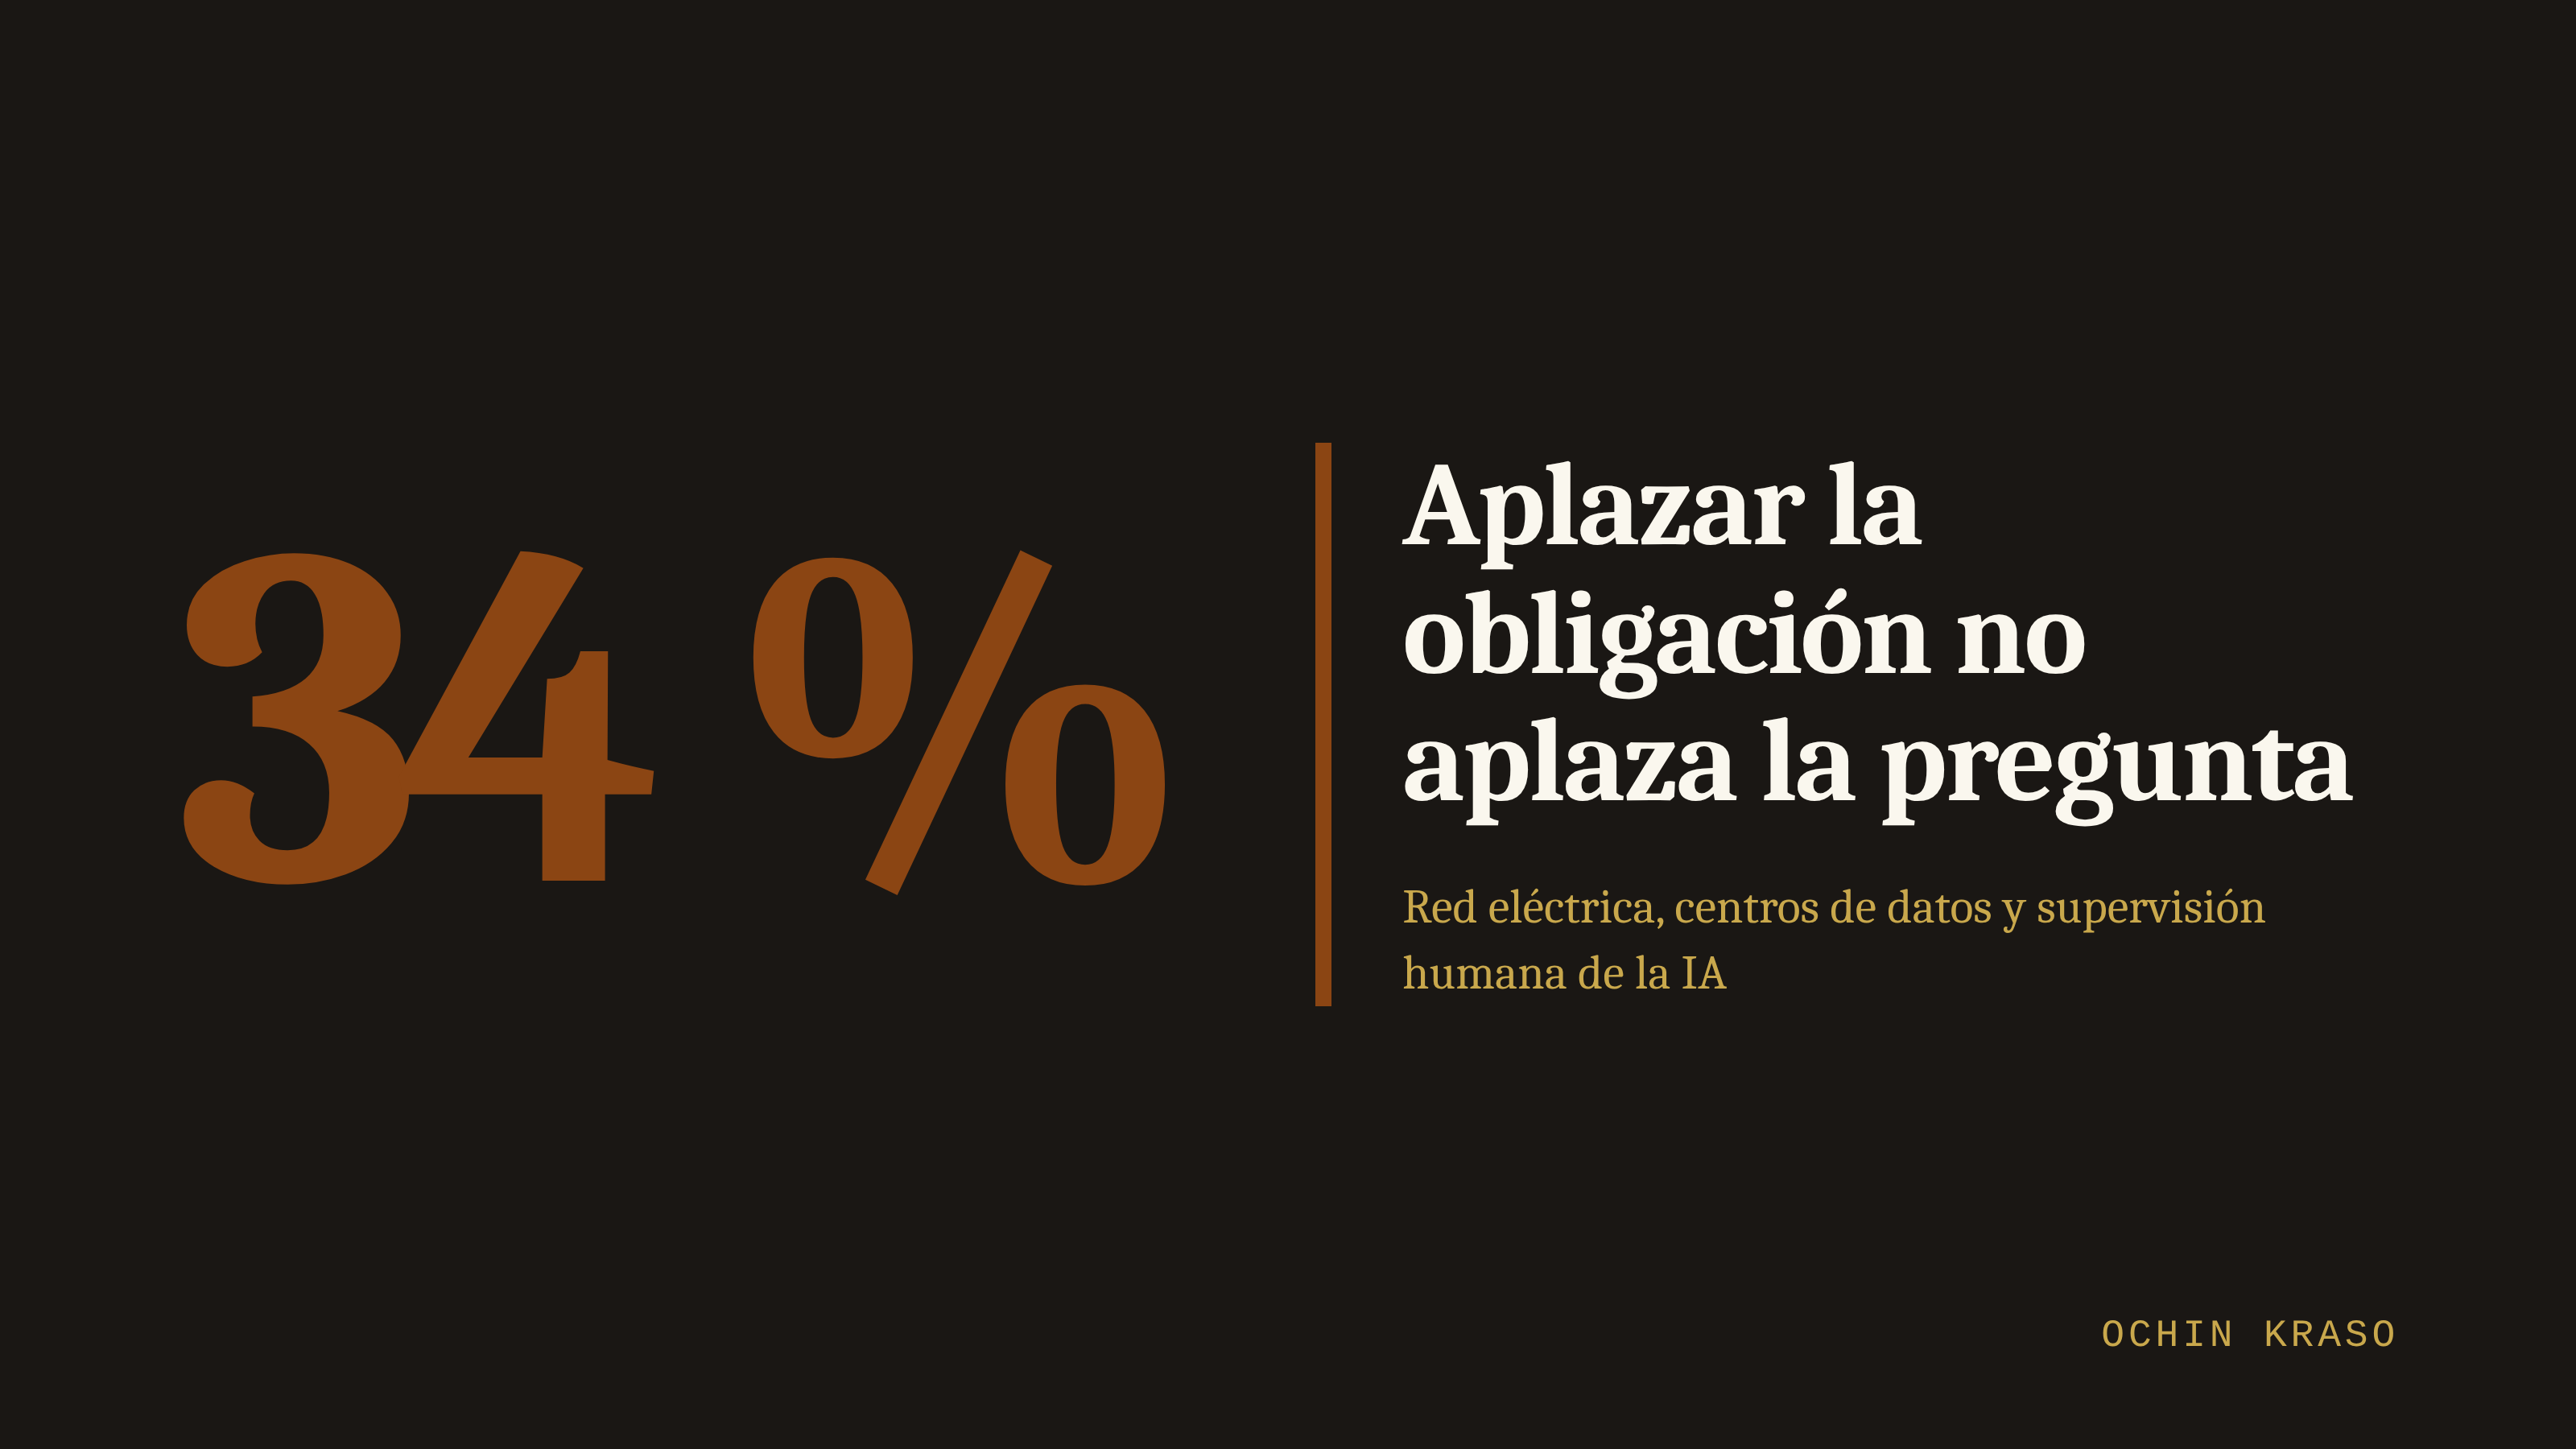 34 %
Aplazar la
obligación no
aplaza la pregunta
Red eléctrica, centros de datos y supervisión
humana de la IA
OCHIN KRASO